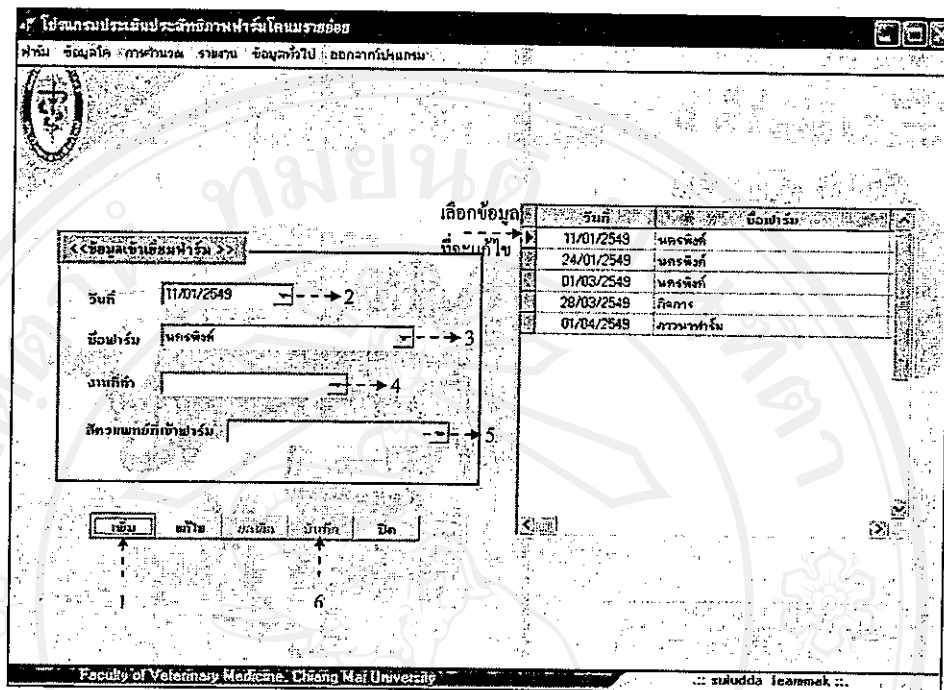 โปรแกรมประเมินประสิทธิภาพฟาร์มโคนมรายย่อย
ฟาร์ม ข้อมูลโค การคำนวณ รายงาน ข้อมูลทั่วไป ออกจากโปรแกรม
เลือกข้อมูล
ที่จะแก้ไข
วันที่ ชื่อฟาร์ม
11/01/2549 นครพิงค์
24/01/2549 นครพิงค์
01/03/2549 นครพิงค์
28/03/2549 กิจการ
01/04/2549 ภาวนาฟาร์ม
<<ข้อมูลเข้าเยี่ยมฟาร์ม>>
วันที่ 11/01/2549 2
ชื่อฟาร์ม นครพิงค์ 3
งานที่ทำ 4
สัตวแพทย์ที่เข้าฟาร์ม 5
เพิ่ม แก้ไข ยกเลิก บันทึก ปิด
1 6
Faculty of Veterinary Medicine, Chiang Mai University
.:: suludda